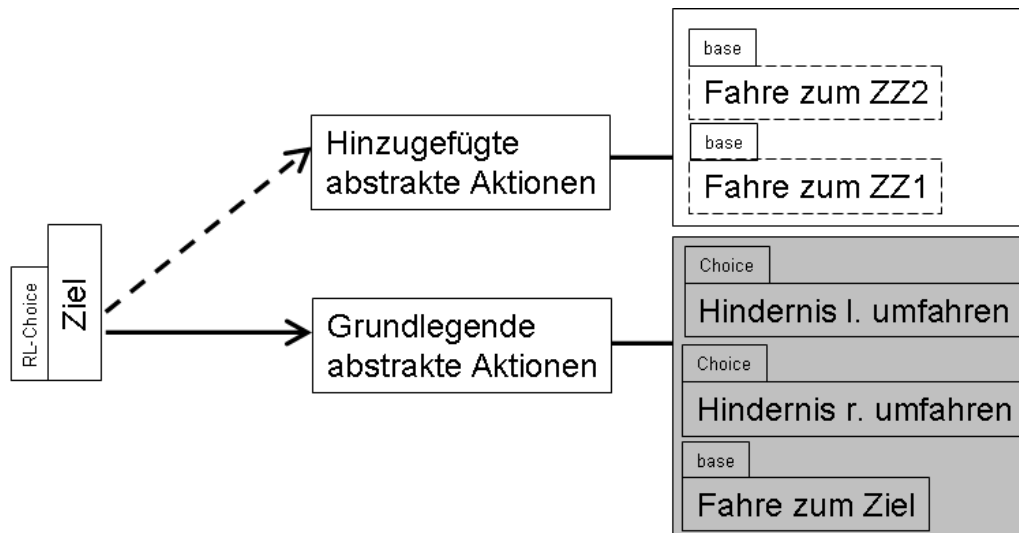 RL-Choice
Ziel
Hinzugefügte
abstrakte Aktionen
base
Fahre zum ZZ2
base
Fahre zum ZZ1
Grundlegende
abstrakte Aktionen
Choice
Hindernis l. umfahren
Choice
Hindernis r. umfahren
base
Fahre zum Ziel